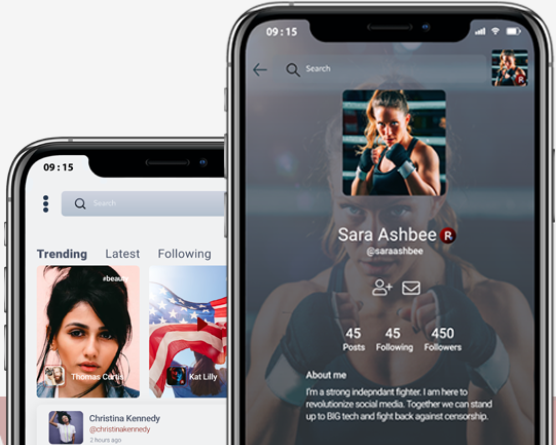 09:15
Search
Trending Latest Following
#beau
Thomas Curtis
Kat Lilly
Christina Kennedy
@christinakennedy
2 hours ago
09:15
Search
R
Sara Ashbee R
@saraashbee
45 45 450
Posts Following Followers
About me
I'm a strong indepndant fighter. I am here to
revolutionize social media. Together we can stand
up to BIG tech and fight back against censorship.